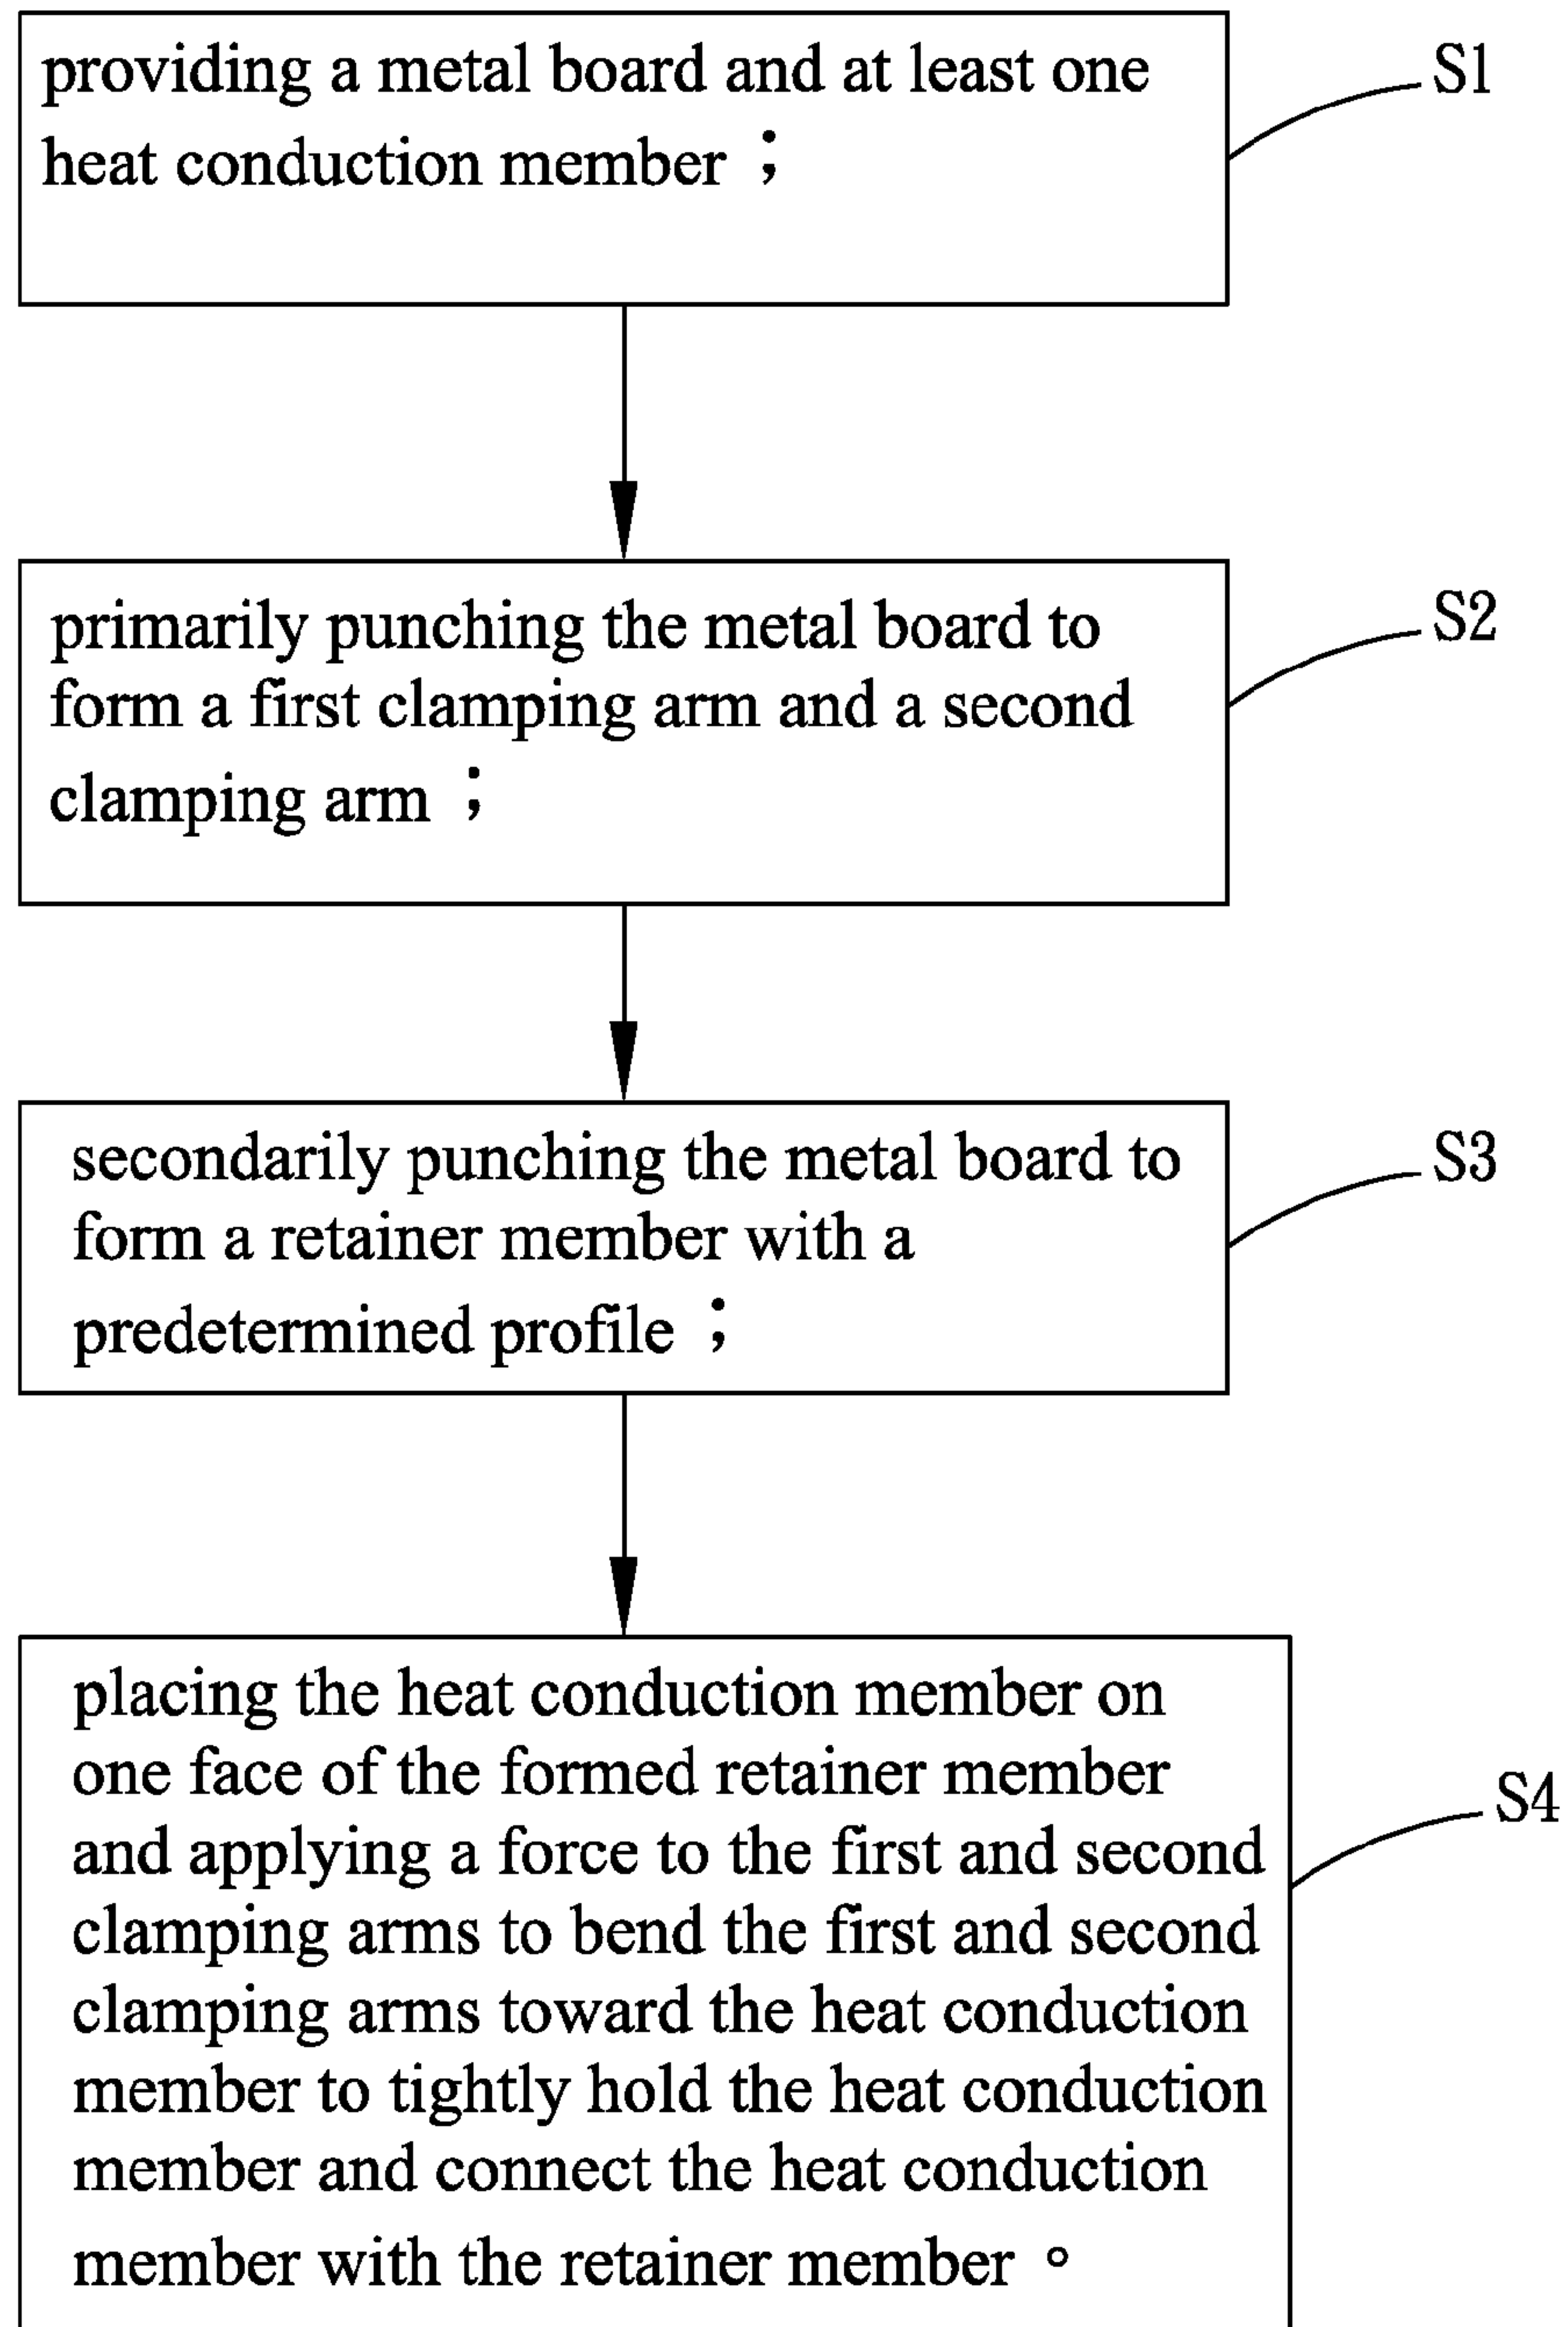 providing a metal board and at least one
heat conduction member；
S1
primarily punching the metal board to
form a first clamping arm and a second
clamping arm；
S2
secondarily punching the metal board to
form a retainer member with a
predetermined profile；
S3
placing the heat conduction member on
one face of the formed retainer member
and applying a force to the first and second
clamping arms to bend the first and second
clamping arms toward the heat conduction
member to tightly hold the heat conduction
member and connect the heat conduction
member with the retainer member。
S4